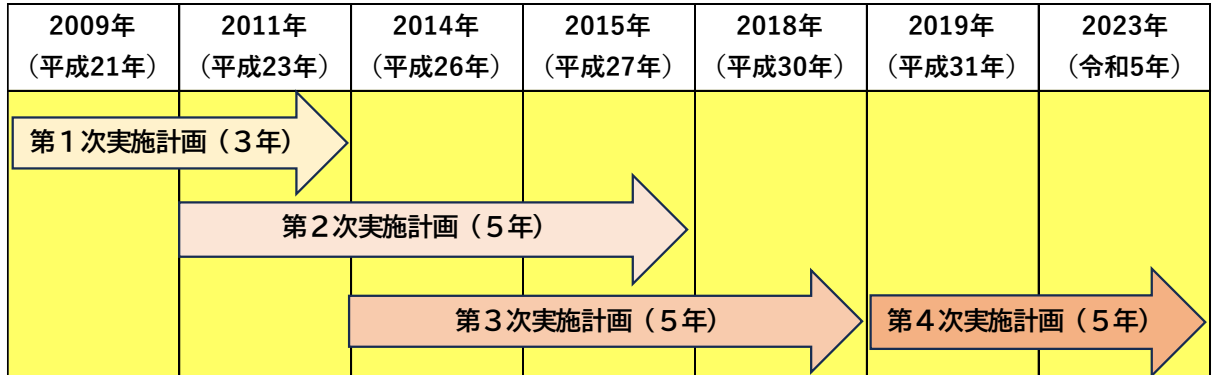 2009年 2011年 2014年 2015年 2018年 2019年 2023年
（平成21年） （平成23年） （平成26年） （平成27年） （平成30年） （平成31年） （令和5年）
第１次実施計画（３年）
第２次実施計画（５年）
第３次実施計画（５年） 第４次実施計画（５年）